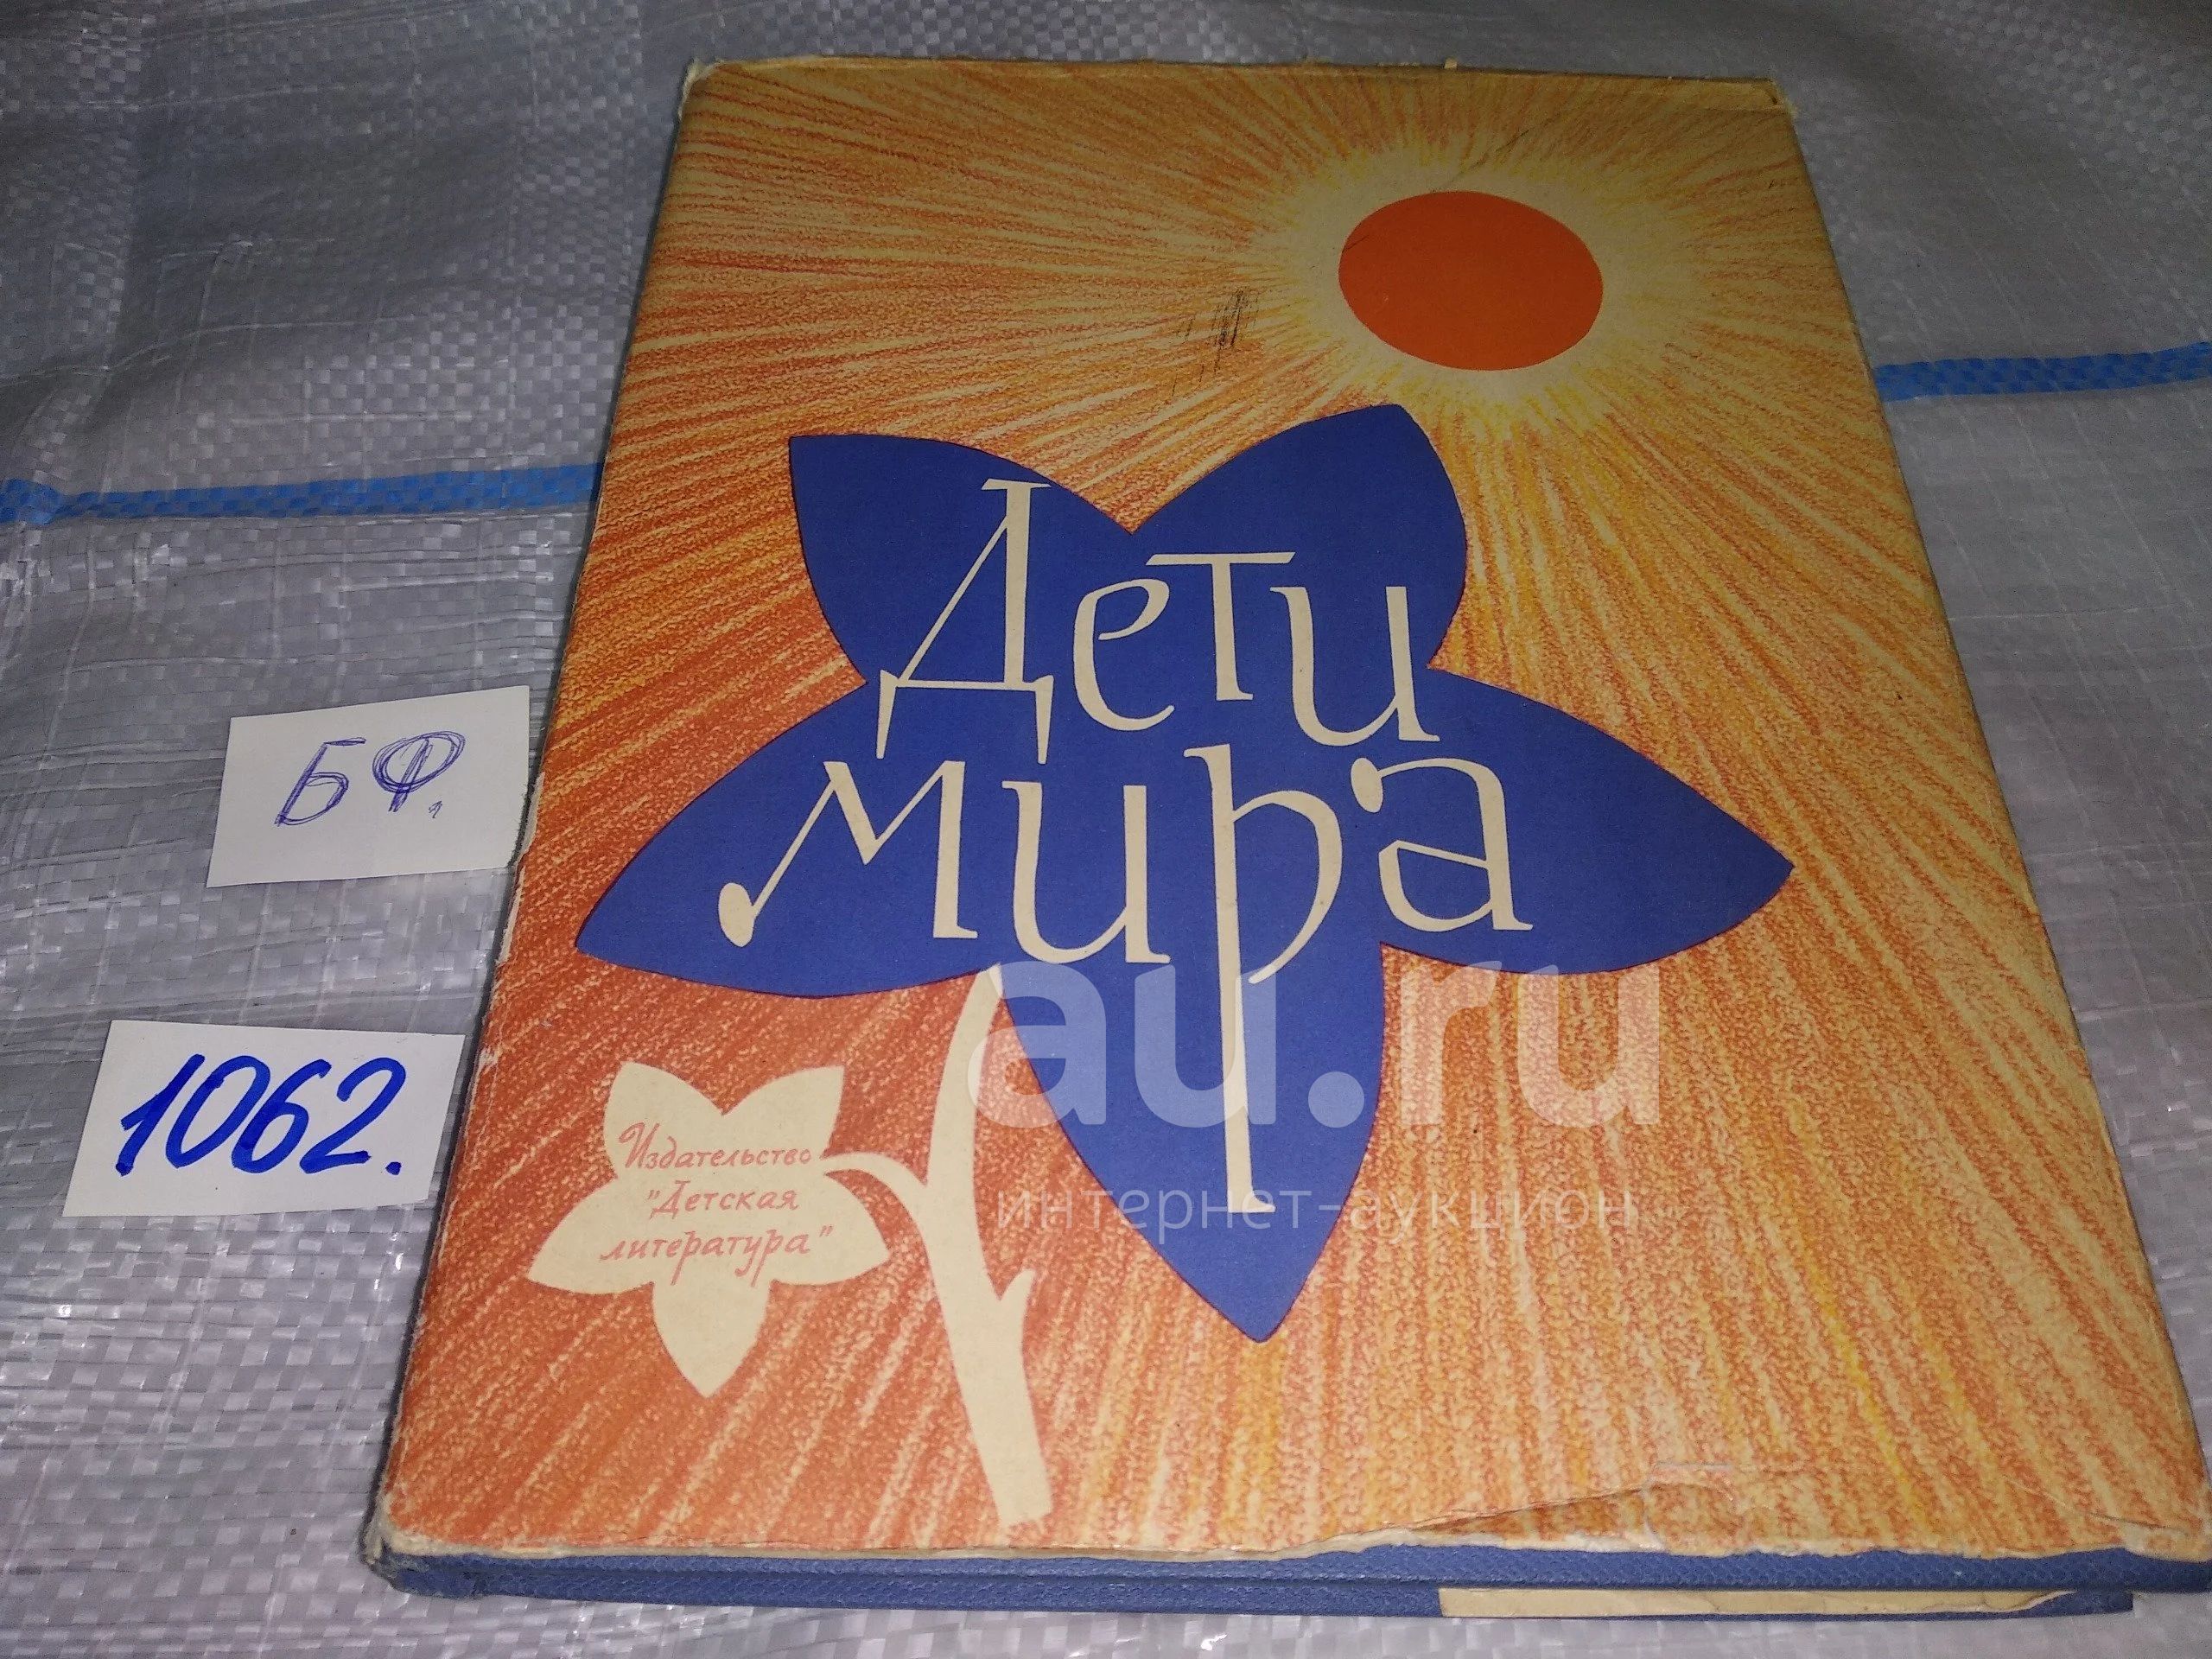 Дети
мира
БФ.
1062.
Издательство
"Детская
литература"
au.ru
интернет-аукцион